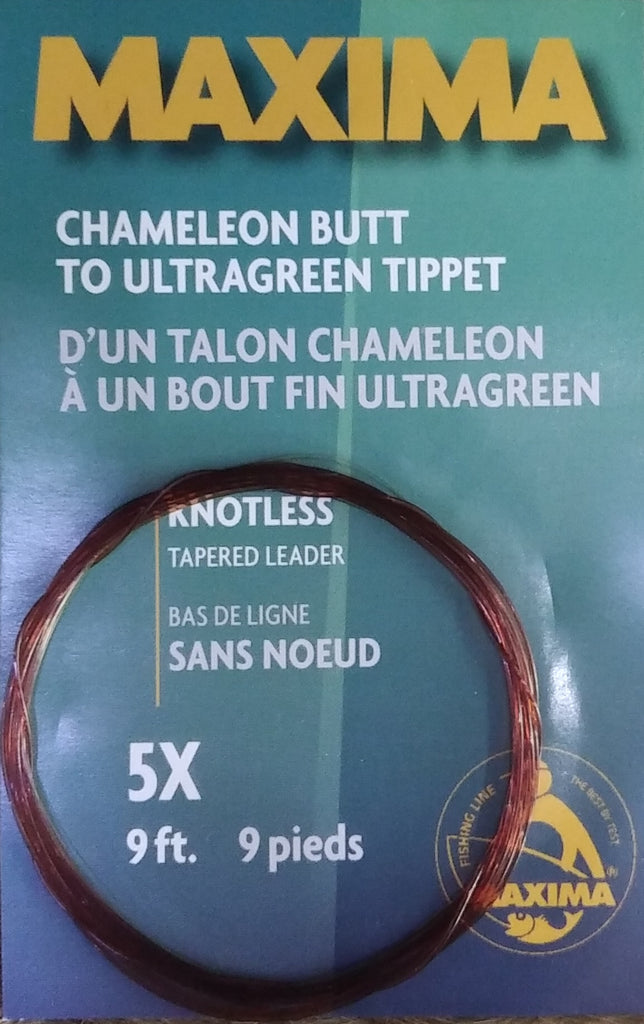 MAXIMA
CHAMELEON BUTT
TO ULTRAGREEN TIPPET
D'UN TALON CHAMELEON
À UN BOUT FIN ULTRAGREEN
KNOTLESS
TAPERED LEADER
BAS DE LIGNE
SANS NOEUD
5X
9 ft. 9 pieds
FISHING LINE
THE BEST BY TEST
MAXIMA
®